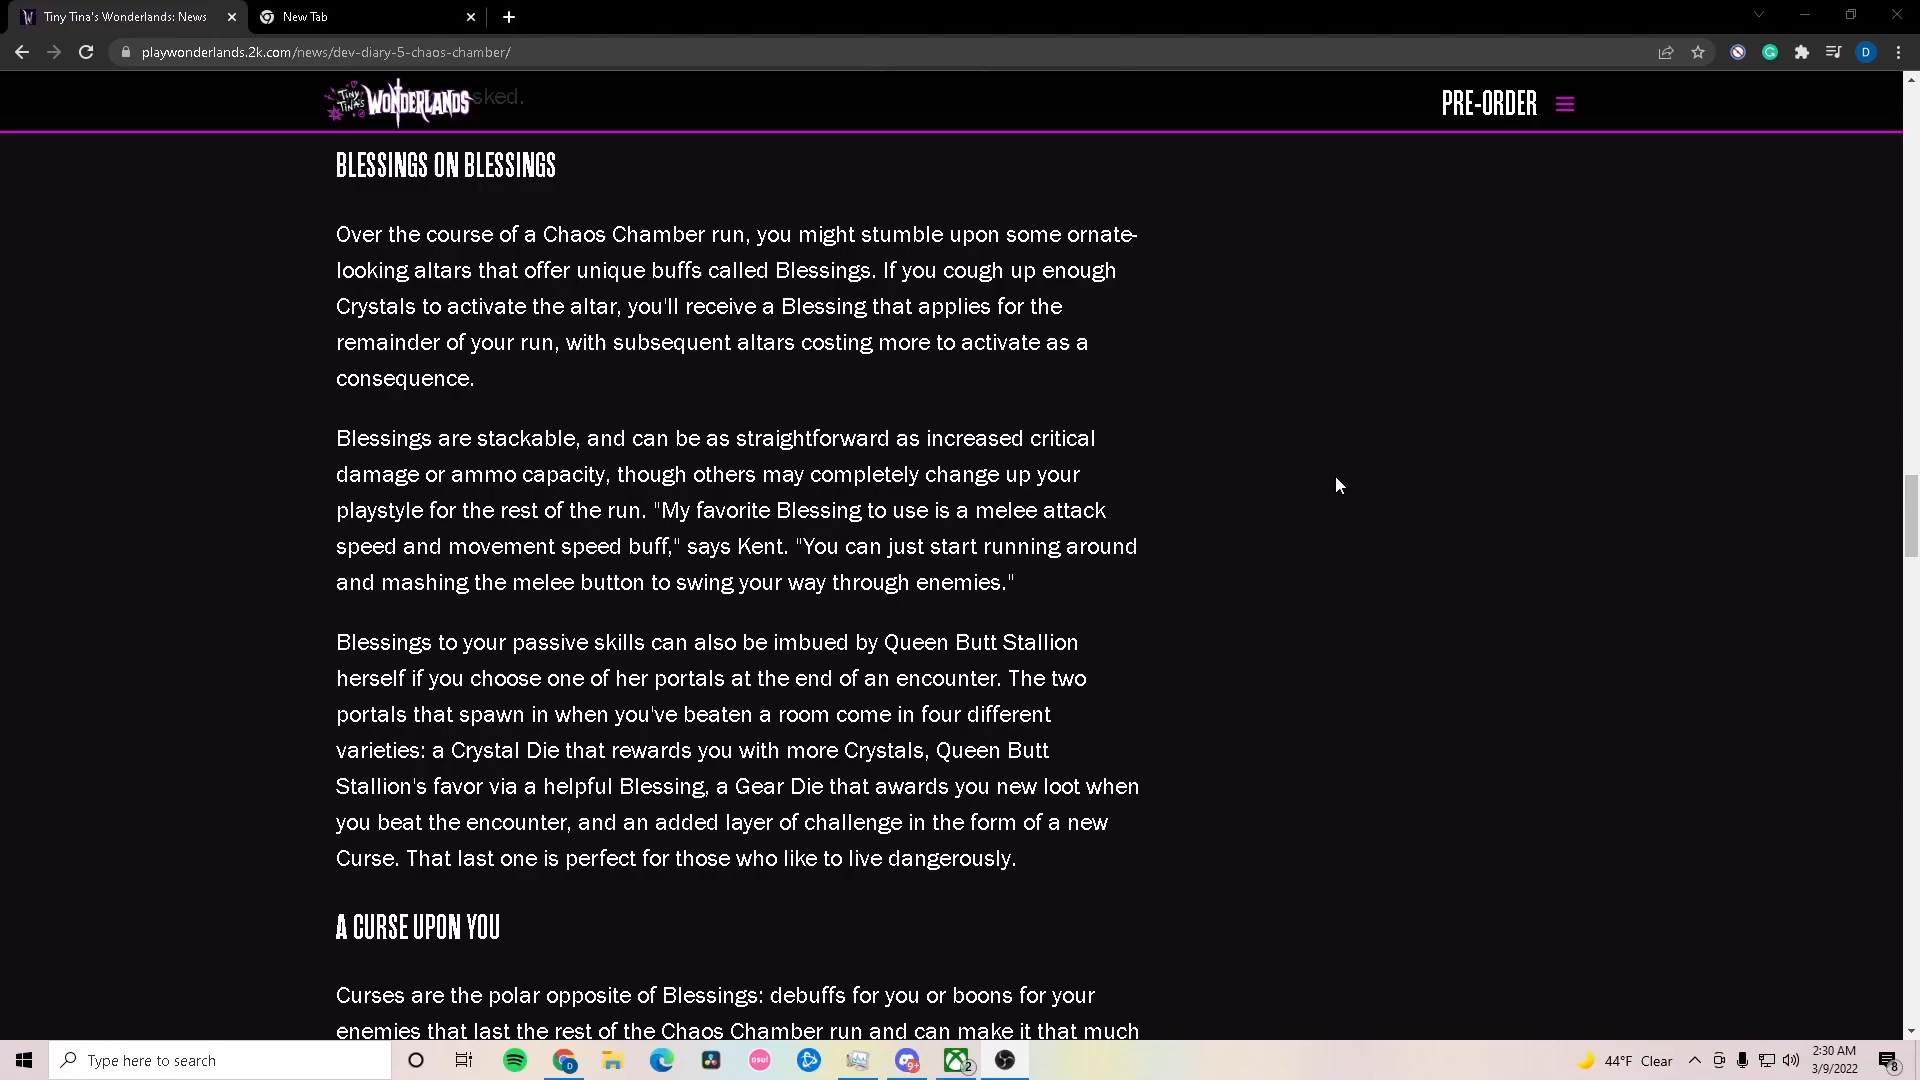 Tiny Tina's Wonderlands: News
New Tab
playwonderlands.2k.com/news/dev-diary-5-chaos-chamber/
D
TINY TINA'S WONDERLANDS
sked.
PRE-ORDER
BLESSINGS ON BLESSINGS
Over the course of a Chaos Chamber run, you might stumble upon some ornate-
looking altars that offer unique buffs called Blessings. If you cough up enough
Crystals to activate the altar, you'll receive a Blessing that applies for the
remainder of your run, with subsequent altars costing more to activate as a
consequence.
Blessings are stackable, and can be as straightforward as increased critical
damage or ammo capacity, though others may completely change up your
playstyle for the rest of the run. "My favorite Blessing to use is a melee attack
speed and movement speed buff," says Kent. "You can just start running around
and mashing the melee button to swing your way through enemies."
Blessings to your passive skills can also be imbued by Queen Butt Stallion
herself if you choose one of her portals at the end of an encounter. The two
portals that spawn in when you've beaten a room come in four different
varieties: a Crystal Die that rewards you with more Crystals, Queen Butt
Stallion's favor via a helpful Blessing, a Gear Die that awards you new loot when
you beat the encounter, and an added layer of challenge in the form of a new
Curse. That last one is perfect for those who like to live dangerously.
A CURSE UPON YOU
Curses are the polar opposite of Blessings: debuffs for you or boons for your
enemies that last the rest of the Chaos Chamber run and can make it that much
Type here to search
D
osu!
9+
2
44°F Clear
2:30 AM
3/9/2022
8